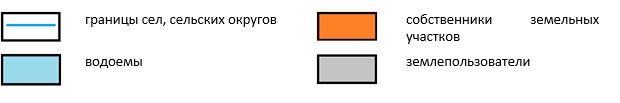 границы сел, сельских округов
собственники земельных
участков
водоемы
землепользователи